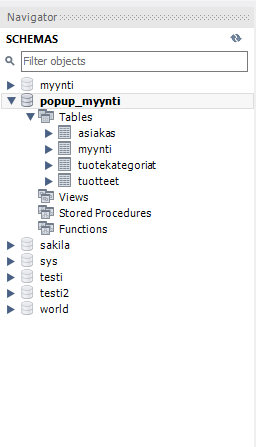 Navigator
SCHEMAS
Filter objects
myynti
popup_myynti
Tables
asiakas
myynti
tuotekategoriat
tuotteet
Views
Stored Procedures
Functions
sakila
sys
testi
testi2
world